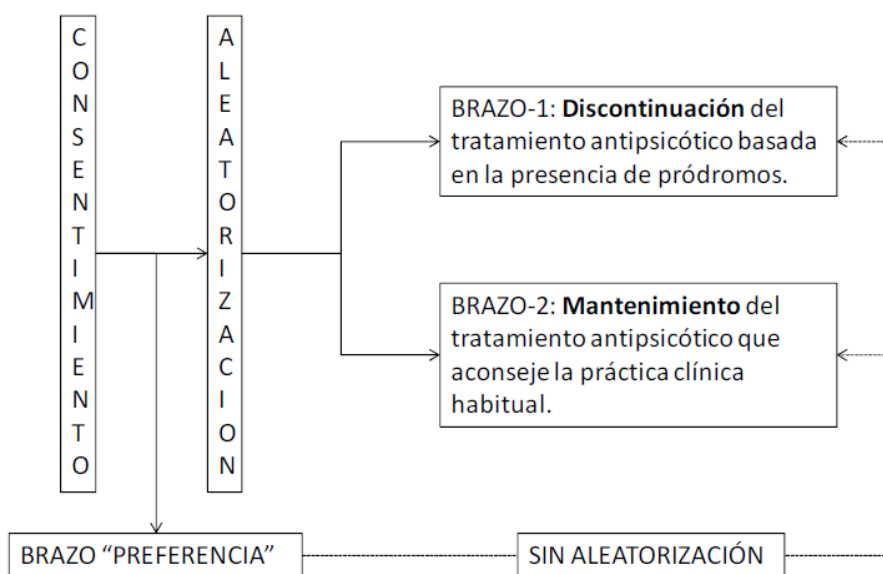 CONSENTIMIENTO
ALEATORIZACION
BRAZO-1: Discontinuación del
tratamiento antipsicótico basada
en la presencia de pródromos.
BRAZO-2: Mantenimiento del
tratamiento antipsicótico que
aconseje la práctica clínica
habitual.
BRAZO “PREFERENCIA”
SIN ALEATORIZACIÓN